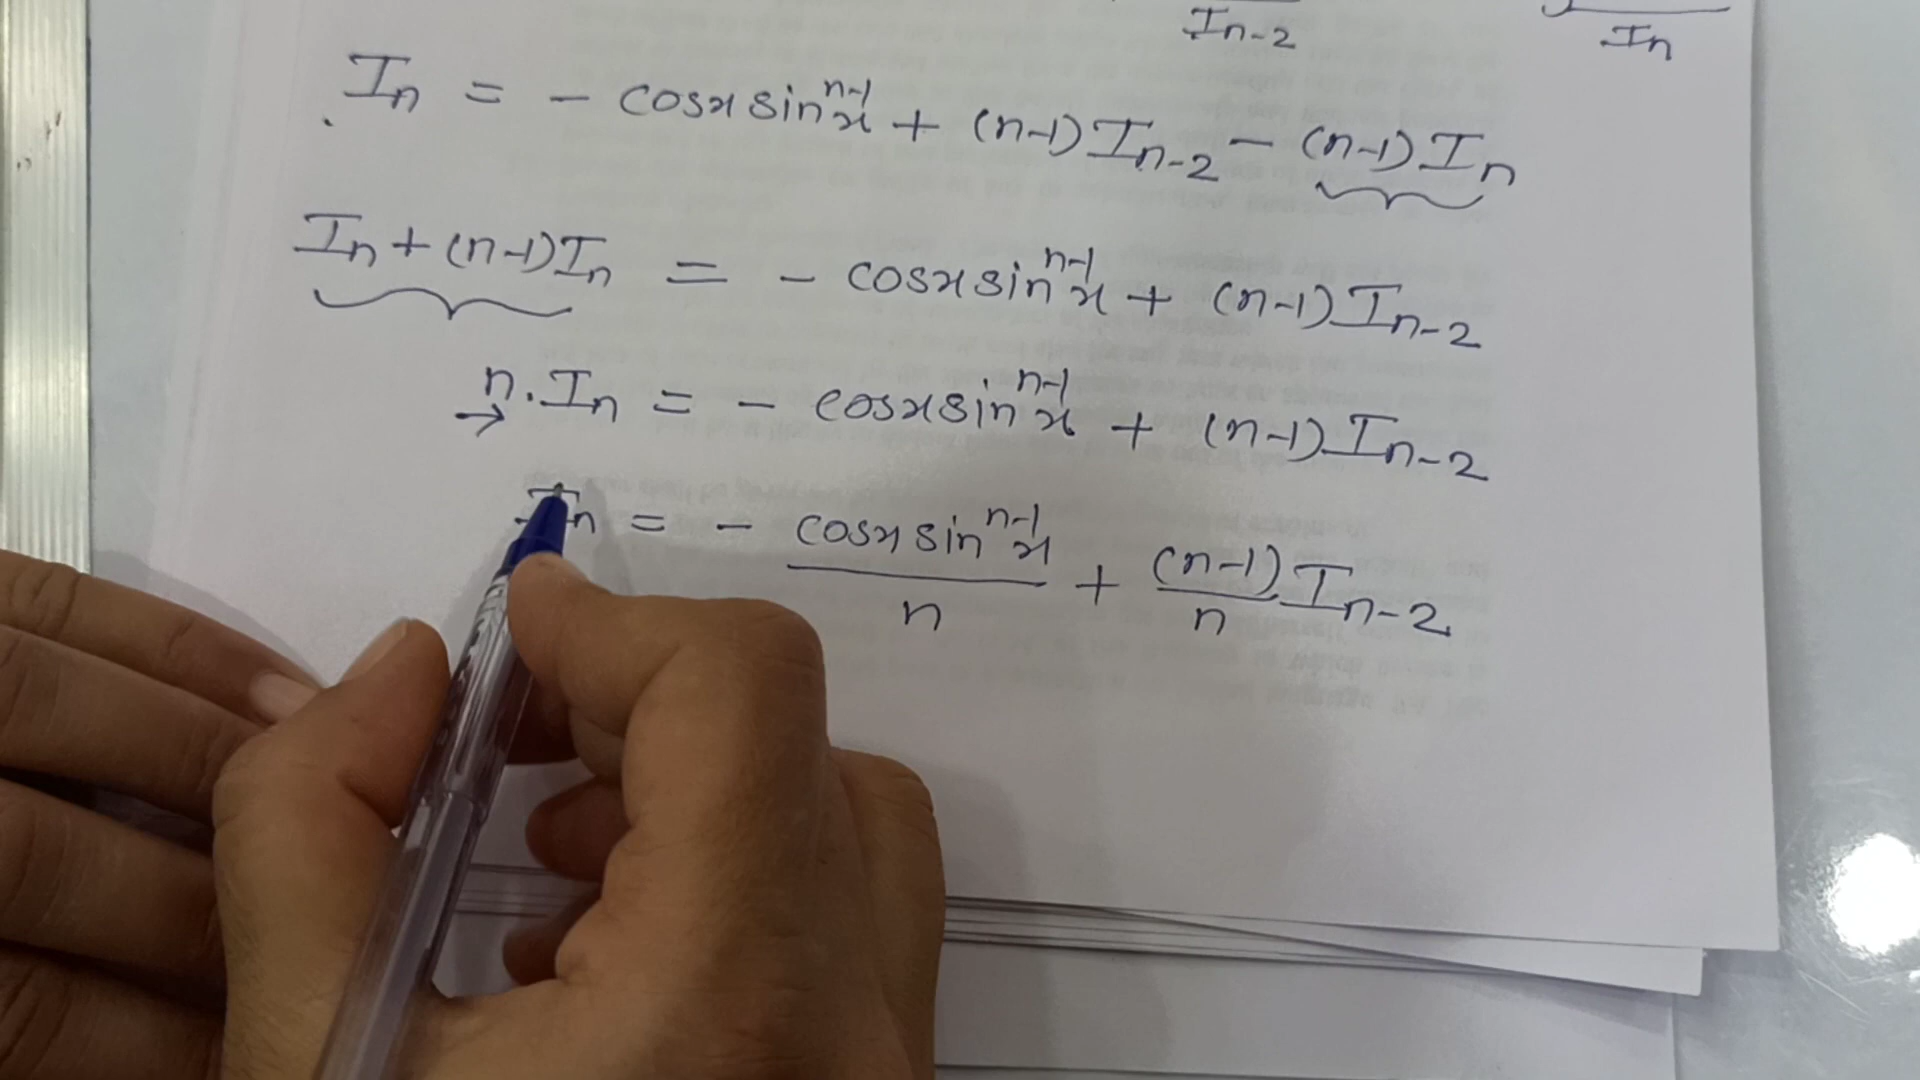 Iₙ₋₂ Iₙ
Iₙ = - cosx sinⁿ⁻¹x + (n-1) Iₙ₋₂ - (n-1) Iₙ
Iₙ + (n-1) Iₙ = - cosx sinⁿ⁻¹x + (n-1) Iₙ₋₂
→ n.Iₙ = - cosx sinⁿ⁻¹x + (n-1) Iₙ₋₂
Iₙ = - cosx sinⁿ⁻¹x / n + (n-1)/n Iₙ₋₂